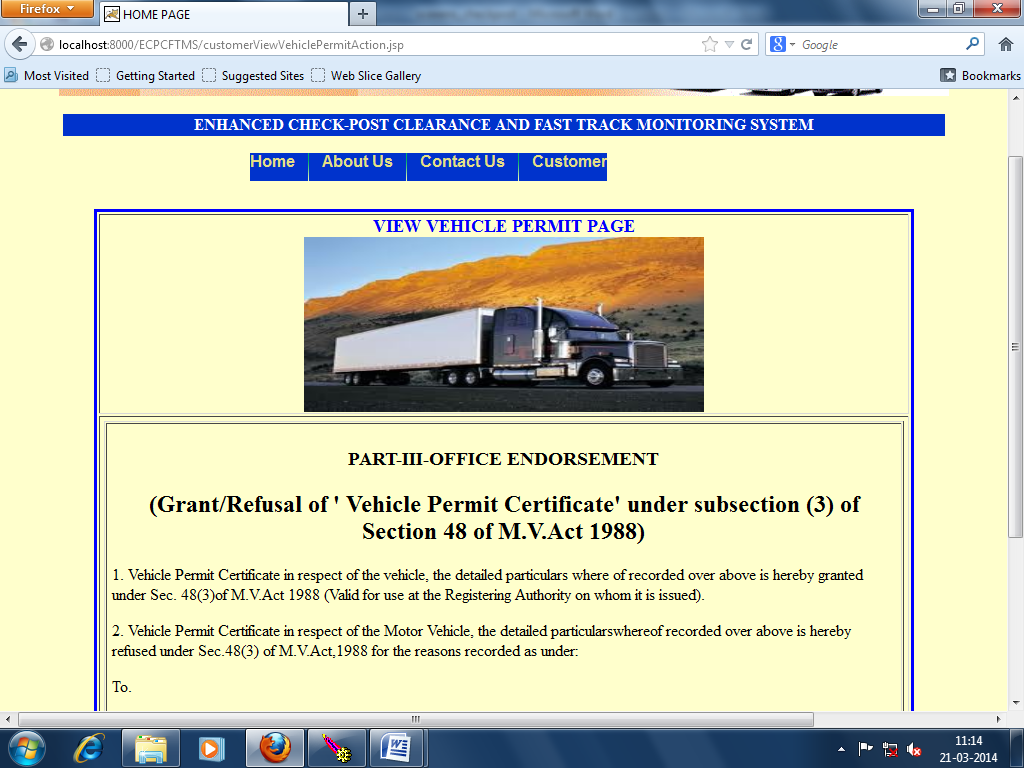 Firefox
HOME PAGE
localhost:8000/ECPCFTMS/customerViewVehiclePermitAction.jsp
Google
Most Visited Getting Started Suggested Sites Web Slice Gallery Bookmarks
ENHANCED CHECK-POST CLEARANCE AND FAST TRACK MONITORING SYSTEM
Home About Us Contact Us Customer
VIEW VEHICLE PERMIT PAGE
PART-III-OFFICE ENDORSEMENT
(Grant/Refusal of ' Vehicle Permit Certificate' under subsection (3) of
Section 48 of M.V.Act 1988)
1. Vehicle Permit Certificate in respect of the vehicle, the detailed particulars where of recorded over above is hereby granted
under Sec. 48(3)of M.V.Act 1988 (Valid for use at the Registering Authority on whom it is issued).
2. Vehicle Permit Certificate in respect of the Motor Vehicle, the detailed particularswhereof recorded over above is hereby
refused under Sec.48(3) of M.V.Act,1988 for the reasons recorded as under:
To.
11:14
21-03-2014